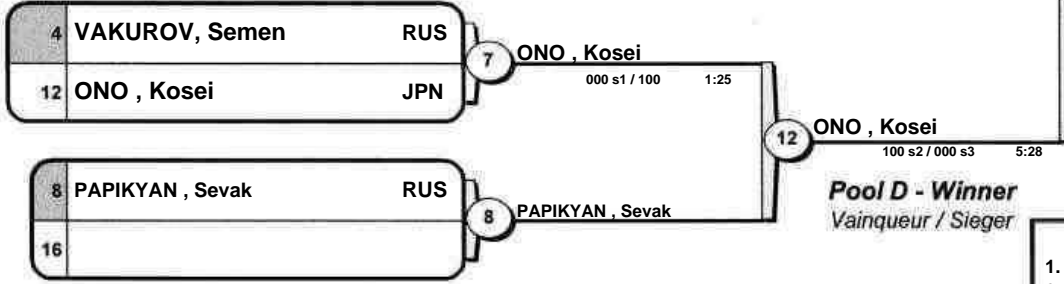 4 VAKUROV, Semen RUS
12 ONO , Kosei JPN
7
ONO , Kosei
000 s1 / 100 1:25
8 PAPIKYAN , Sevak RUS
16
8
PAPIKYAN , Sevak
12
ONO , Kosei
100 s2 / 000 s3 5:28
Pool D - Winner
Vainqueur / Sieger
1.